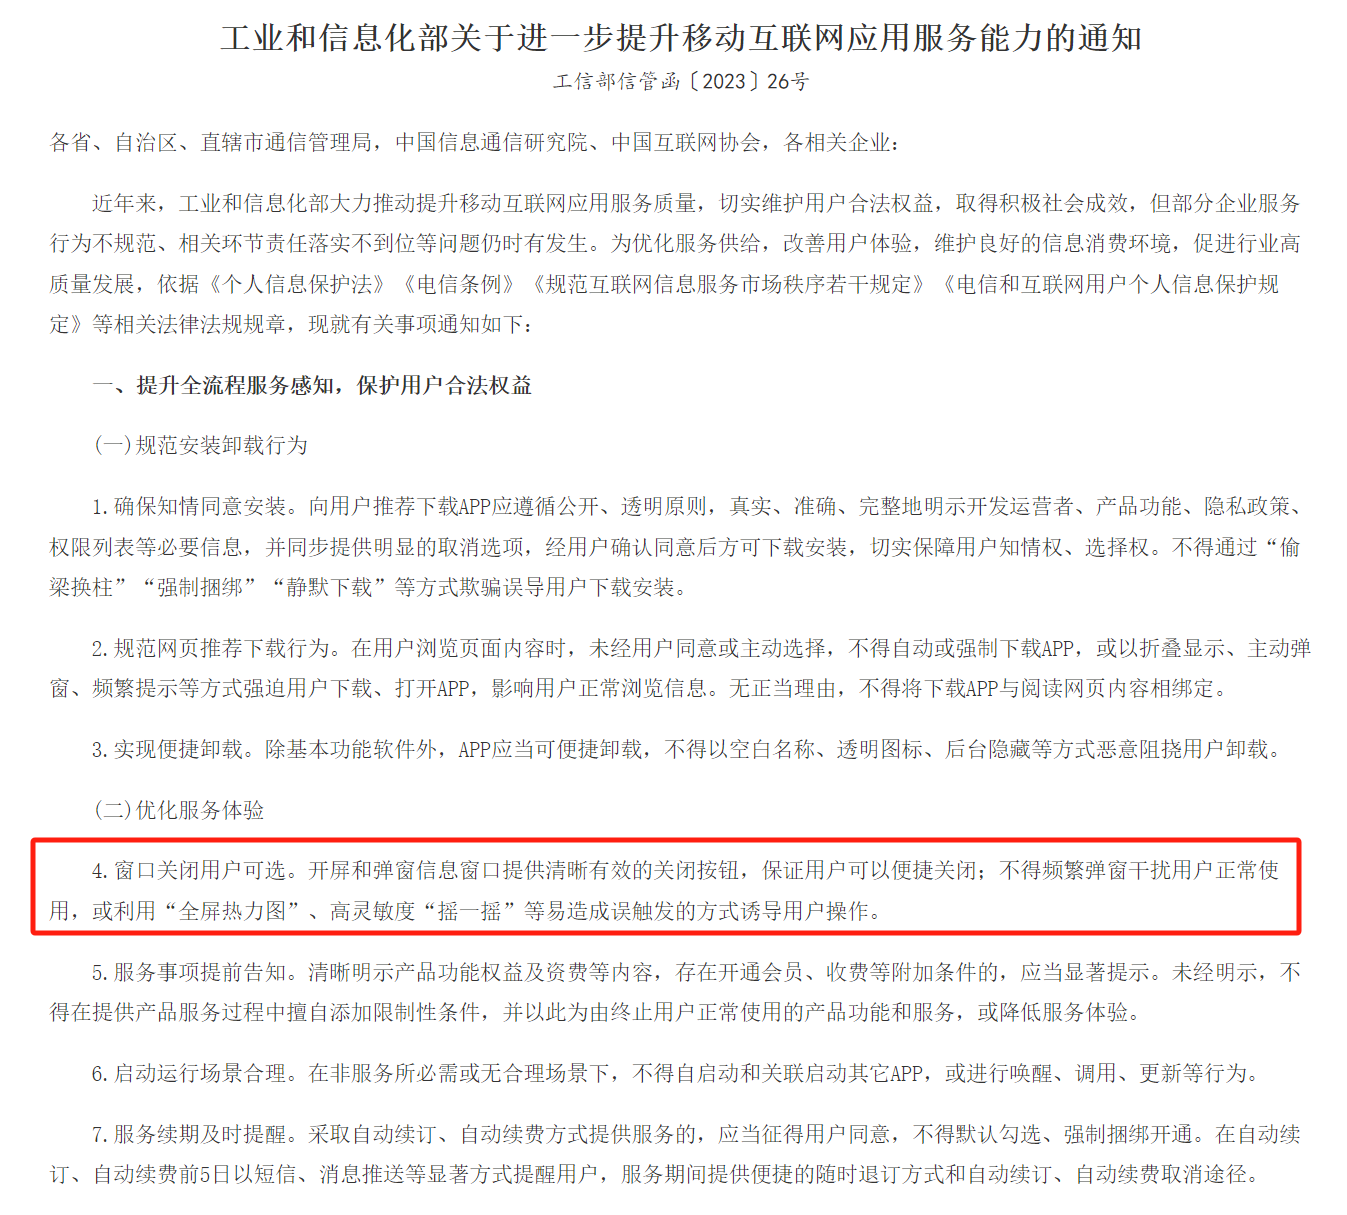 工业和信息化部关于进一步提升移动互联网应用服务能力的通知
工信部信管函〔2023〕26号
各省、自治区、直辖市通信管理局，中国信息通信研究院、中国互联网协会，各相关企业：
近年来，工业和信息化部大力推动提升移动互联网应用服务质量，切实维护用户合法权益，取得积极社会成效，但部分企业服务
行为不规范、相关环节责任落实不到位等问题仍时有发生。为优化服务供给，改善用户体验，维护良好的信息消费环境，促进行业高
质量发展，依据《个人信息保护法》《电信条例》《规范互联网信息服务市场秩序若干规定》《电信和互联网用户个人信息保护规
定》等相关法律法规规章，现就有关事项通知如下：
一、提升全流程服务感知，保护用户合法权益
(一)规范安装卸载行为
1.确保知情同意安装。向用户推荐下载APP应遵循公开、透明原则，真实、准确、完整地明示开发运营者、产品功能、隐私政策、
权限列表等必要信息，并同步提供明显的取消选项，经用户确认同意后方可下载安装，切实保障用户知情权、选择权。不得通过“偷
梁换柱”“强制捆绑”“静默下载”等方式欺骗误导用户下载安装。
2.规范网页推荐下载行为。在用户浏览页面内容时，未经用户同意或主动选择，不得自动或强制下载APP，或以折叠显示、主动弹
窗、频繁提示等方式强迫用户下载、打开APP，影响用户正常浏览信息。无正当理由，不得将下载APP与阅读网页内容相绑定。
3.实现便捷卸载。除基本功能软件外，APP应当可便捷卸载，不得以空白名称、透明图标、后台隐藏等方式恶意阻挠用户卸载。
(二)优化服务体验
4.窗口关闭用户可选。开屏和弹窗信息窗口提供清晰有效的关闭按钮，保证用户可以便捷关闭；不得频繁弹窗干扰用户正常使
用，或利用“全屏热力图”、高灵敏度“摇一摇”等易造成误触发的方式诱导用户操作。
5.服务事项提前告知。清晰明示产品功能权益及资费等内容，存在开通会员、收费等附加条件的，应当显著提示。未经明示，不
得在提供产品服务过程中擅自添加限制性条件，并以此为由终止用户正常使用的产品功能和服务，或降低服务体验。
6.启动运行场景合理。在非服务所必需或无合理场景下，不得自启动和关联启动其它APP，或进行唤醒、调用、更新等行为。
7.服务续期及时提醒。采取自动续订、自动续费方式提供服务的，应当征得用户同意，不得默认勾选、强制捆绑开通。在自动续
订、自动续费前5日以短信、消息推送等显著方式提醒用户，服务期间提供便捷的随时退订方式和自动续订、自动续费取消途径。